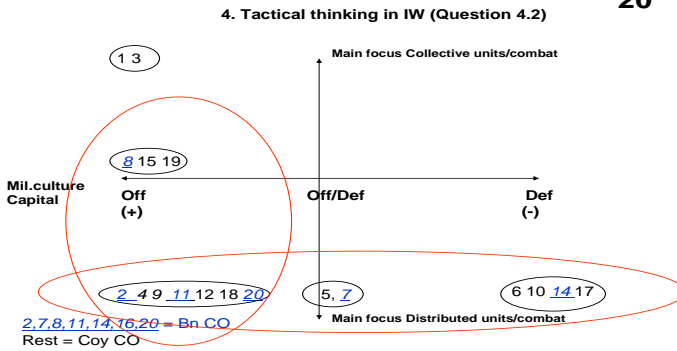 20
4. Tactical thinking in IW (Question 4.2)
1 3
Main focus Collective units/combat
8 15 19
Mil.culture
Capital
Off
(+)
Off/Def
Def
(-)
2 4 9 11 12 18 20
5, 7
6 10 14 17
2,7,8,11,14,16,20 = Bn CO
Main focus Distributed units/combat
Rest = Coy CO